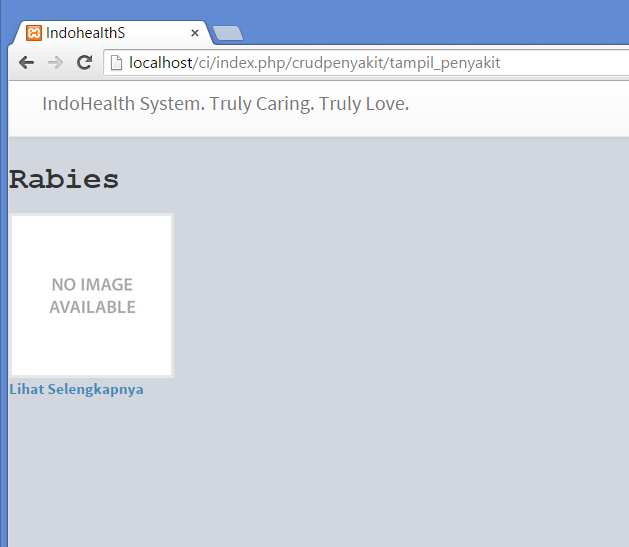 IndohealthS
localhost/ci/index.php/crudpenyakit/tampil_penyakit
IndoHealth System. Truly Caring. Truly Love.
Rabies
NO IMAGE
AVAILABLE
Lihat Selengkapnya